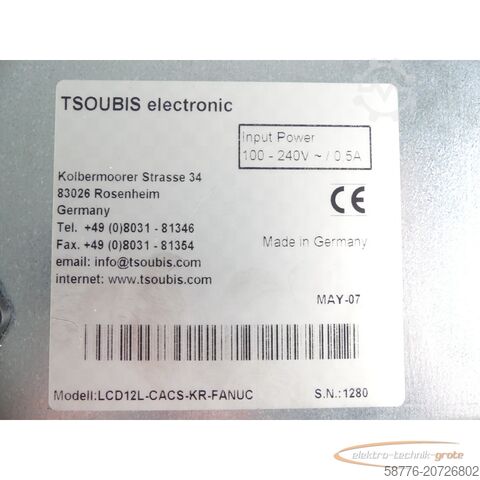 TSOUBIS electronic
Input Power
100 - 240V ~ / 0.5A
Kolbermoorer Strasse 34
83026 Rosenheim
Germany
Tel. +49 (0)8031 - 81346
Fax. +49 (0)8031 - 81354
email: info@tsoubis.com
internet: www.tsoubis.com
CE
Made in Germany
MAY-07
Modell:LCD12L-CACS-KR-FANUC
S.N.:1280
elektro-technik-grote
58776-20726802